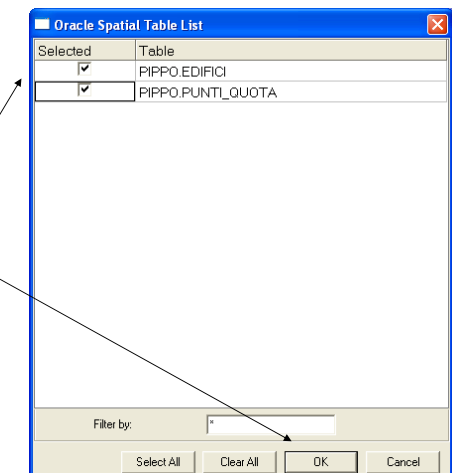 Oracle Spatial Table List
Selected Table
PIPPO.EDIFICI
PIPPO.PUNTI_QUOTA
Filter by: *
Select All Clear All OK Cancel